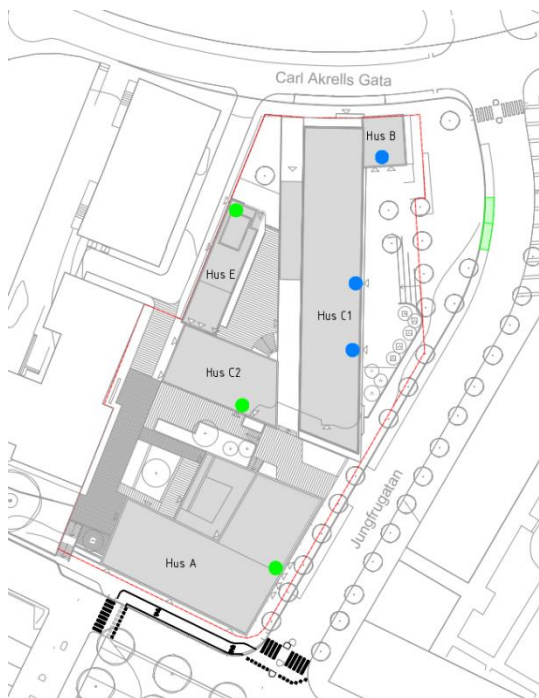 Carl Akrells Gata
Hus B
Hus E
Hus C1
Hus C2
Jungfrugatan
Hus A